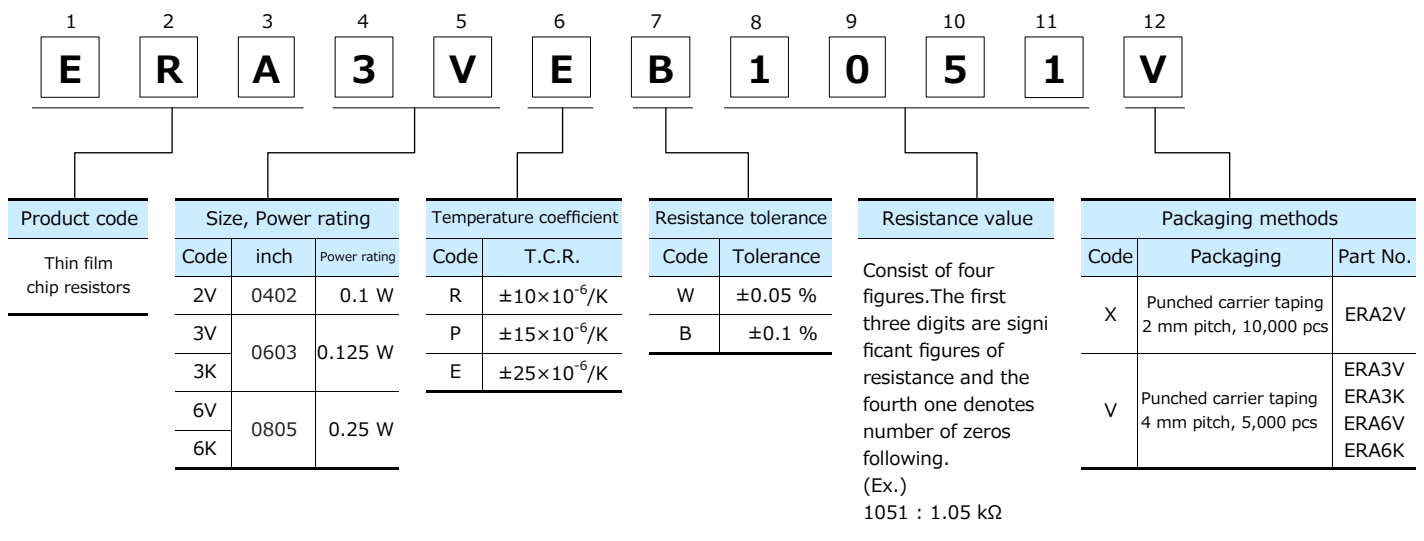 1 2 3 4 5 6 7 8 9 10 11 12
E R A 3 V E B 1 0 5 1 V
Product code
Thin film
chip resistors
Size, Power rating
Code inch Power rating
2V 0402 0.1 W
3V
0603 0.125 W
3K
6V
0805 0.25 W
6K
Temperature coefficient
Code T.C.R.
R ±10×10⁻⁶/K
P ±15×10⁻⁶/K
E ±25×10⁻⁶/K
Resistance tolerance
Code Tolerance
W ±0.05 %
B ±0.1 %
Resistance value
Consist of four
figures.The first
three digits are signi
ficant figures of
resistance and the
fourth one denotes
number of zeros
following.
(Ex.)
1051 : 1.05 kΩ
Packaging methods
Code Packaging Part No.
X Punched carrier taping
2 mm pitch, 10,000 pcs ERA2V
V Punched carrier taping
4 mm pitch, 5,000 pcs
ERA3V
ERA3K
ERA6V
ERA6K